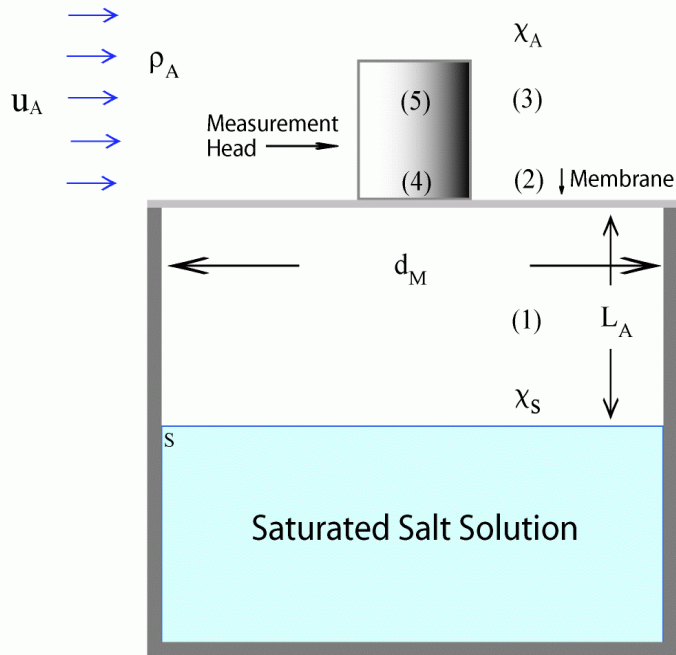 χA
ρA
uA
(5)
(3)
Measurement
Head
(4)
(2)
Membrane
dM
(1)
LA
χS
S
Saturated Salt Solution